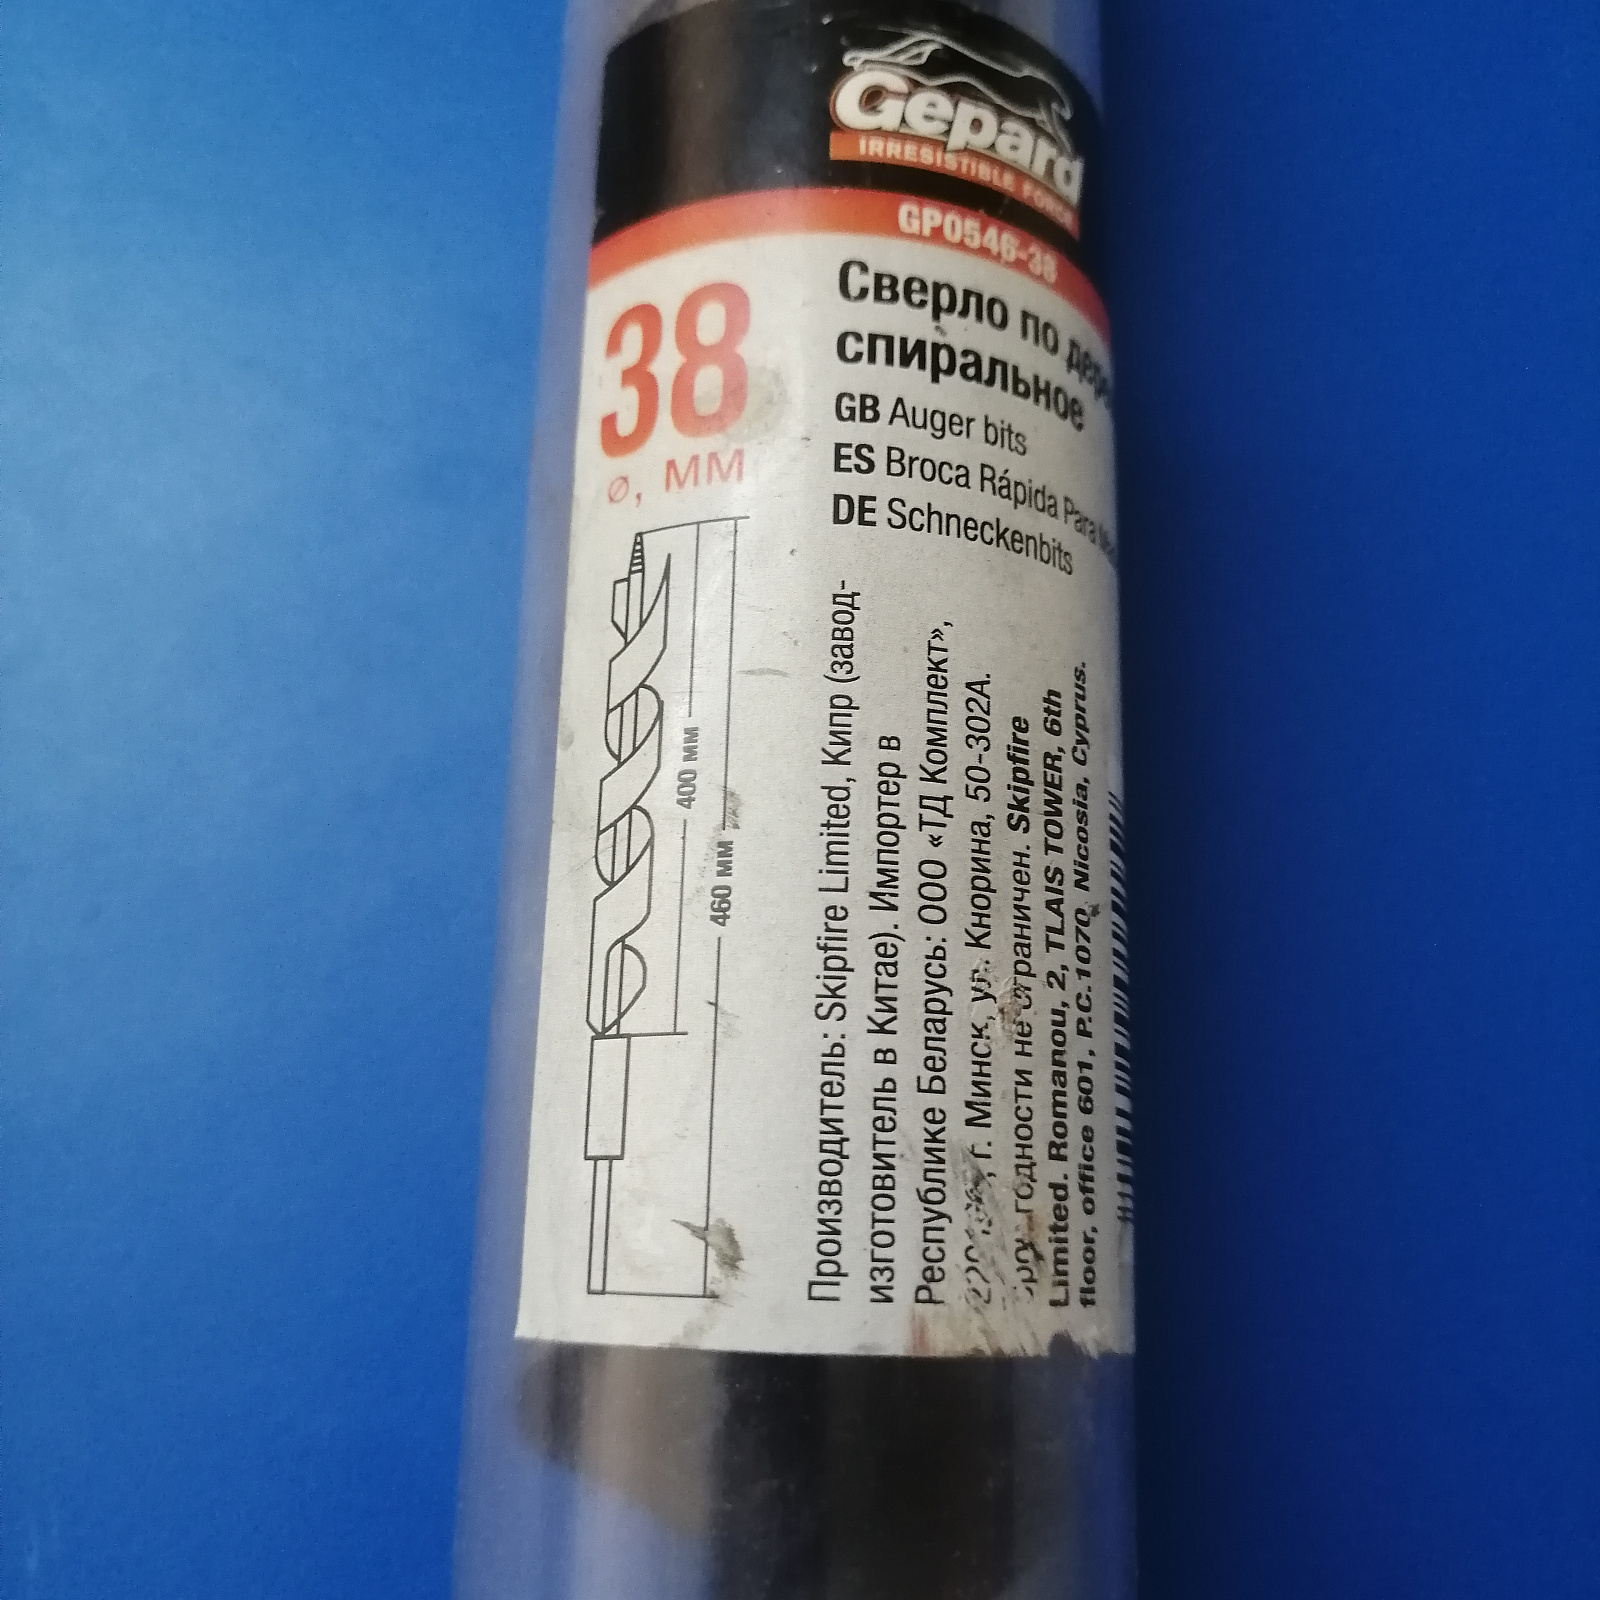 Gepard
IRRESISTIBLE FORCE
GP0546-38
38
ø, мм
Сверло по
спиральное
GB Auger bits
ES Broca Rápida Para
DE Schneckenbits
400 мм
460 мм
Производитель: Skipfire Limited, Кипр (завод-
изготовитель в Китае). Импортер в
Республике Беларусь: ООО «ТД Комплект»,
г. Минск, ул. Кнорина, 50-302А.
годности не ограничен. Skipfire
Limited. Romanou, 2, TLAIS TOWER, 6th
floor, office 601, P.C.1070, Nicosia, Cyprus.